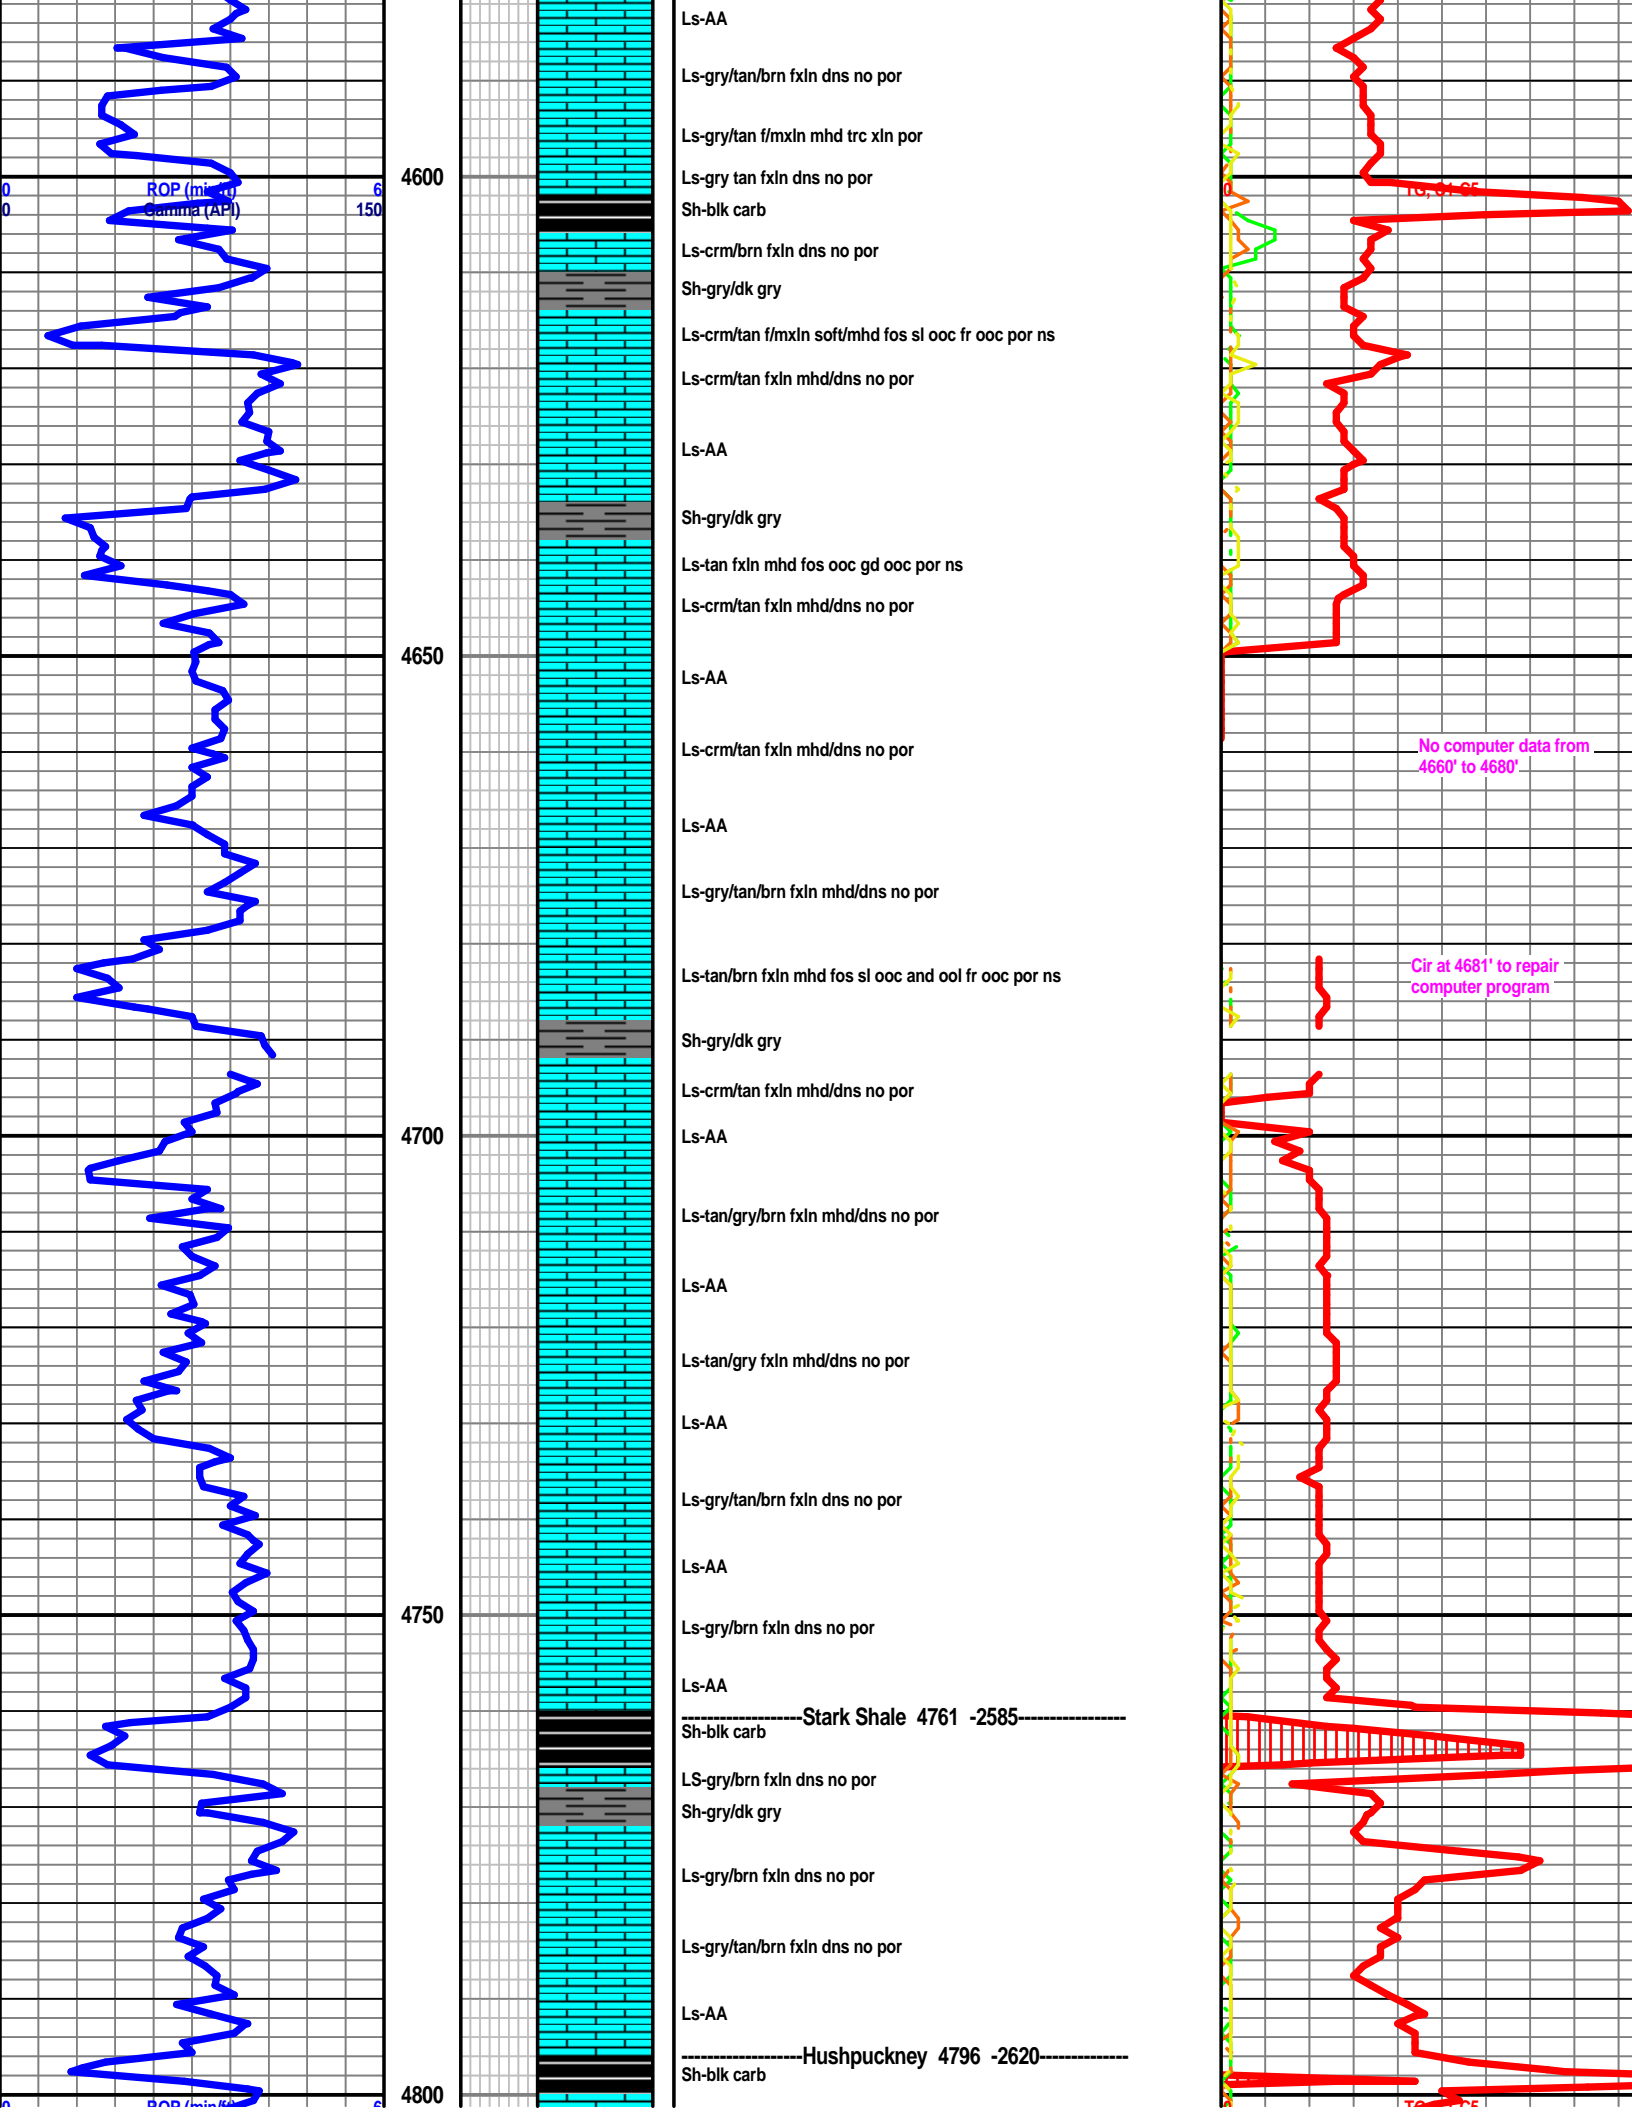 Ls-AA
Ls-gry/tan/brn fxln dns no por
Ls-gry/tan f/mxln mhd trc xln por
4600
Ls-gry tan fxln dns no por
0 ROP (min/ft) 6
TG, C1-C5
0
0 Gamma (API) 150
Sh-blk carb
Ls-crm/brn fxln dns no por
Sh-gry/dk gry
Ls-crm/tan f/mxln soft/mhd fos sl ooc fr ooc por ns
Ls-crm/tan fxln mhd/dns no por
Ls-AA
Sh-gry/dk gry
Ls-tan fxln mhd fos ooc gd ooc por ns
Ls-crm/tan fxln mhd/dns no por
4650
Ls-AA
Ls-crm/tan fxln mhd/dns no por
No computer data from
4660' to 4680'
Ls-AA
Ls-gry/tan/brn fxln mhd/dns no por
Ls-tan/brn fxln mhd fos sl ooc and ool fr ooc por ns
Cir at 4681' to repair
computer program
Sh-gry/dk gry
Ls-crm/tan fxln mhd/dns no por
4700
Ls-AA
Ls-tan/gry/brn fxln mhd/dns no por
Ls-AA
Ls-tan/gry fxln mhd/dns no por
Ls-AA
Ls-gry/tan/brn fxln dns no por
Ls-AA
4750
Ls-gry/brn fxln dns no por
Ls-AA
--------------------Stark Shale 4761 -2585------------------
Sh-blk carb
LS-gry/brn fxln dns no por
Sh-gry/dk gry
Ls-gry/brn fxln dns no por
Ls-gry/tan/brn fxln dns no por
Ls-AA
--------------------Hushpuckney 4796 -2620--------------
Sh-blk carb
4800
0 ROP (min/ft) 6